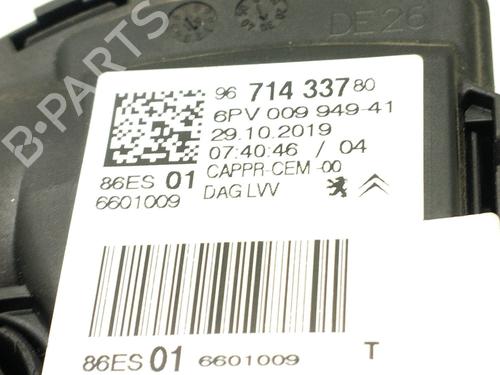 B-PARTS
DE26
96 714 337 80
6PV 009 949-41
29.10.2019
07:40:46 / 04
86ES 01 CAPPR-CEM-00
6601009 DAG LVV
86ES 01 6601009 T